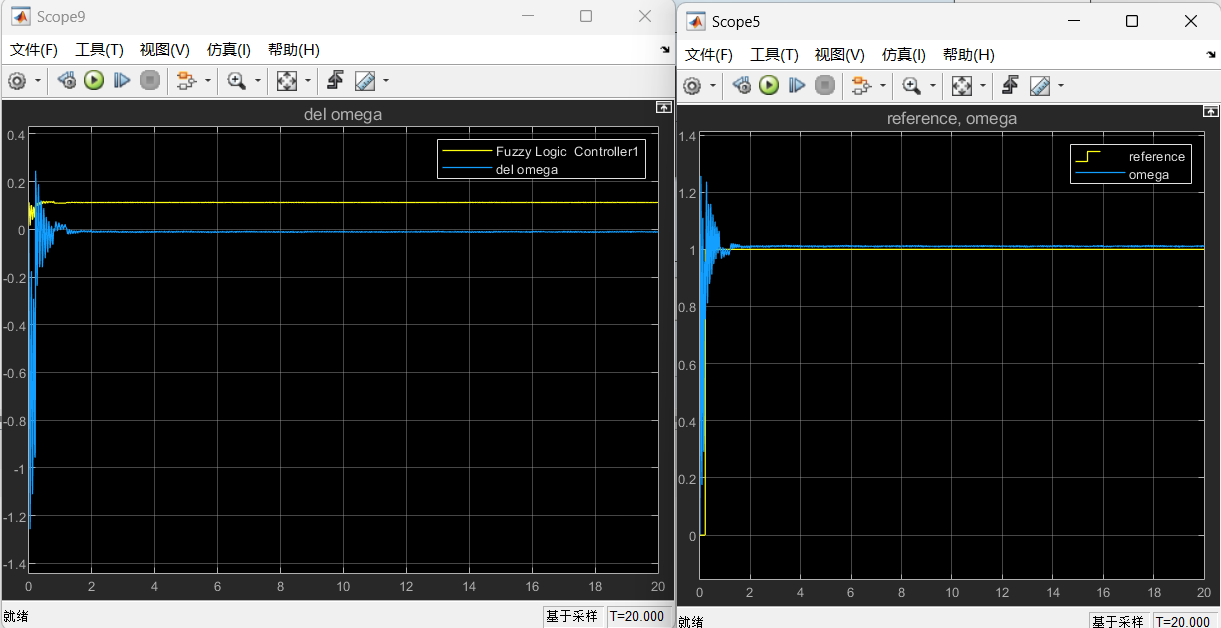 Scope9
文件(F) 工具(T) 视图(V) 仿真(I) 帮助(H)
del omega
Fuzzy Logic Controller1
del omega
0.4
0.2
0
-0.2
-0.4
-0.6
-0.8
-1
-1.2
-1.4
0 2 4 6 8 10 12 14 16 18 20
就绪 基于采样 T=20.000
Scope5
文件(F) 工具(T) 视图(V) 仿真(I) 帮助(H)
reference, omega
reference
omega
1.4
1.2
1
0.8
0.6
0.4
0.2
0
0 2 4 6 8 10 12 14 16 18 20
就绪 基于采样 T=20.000